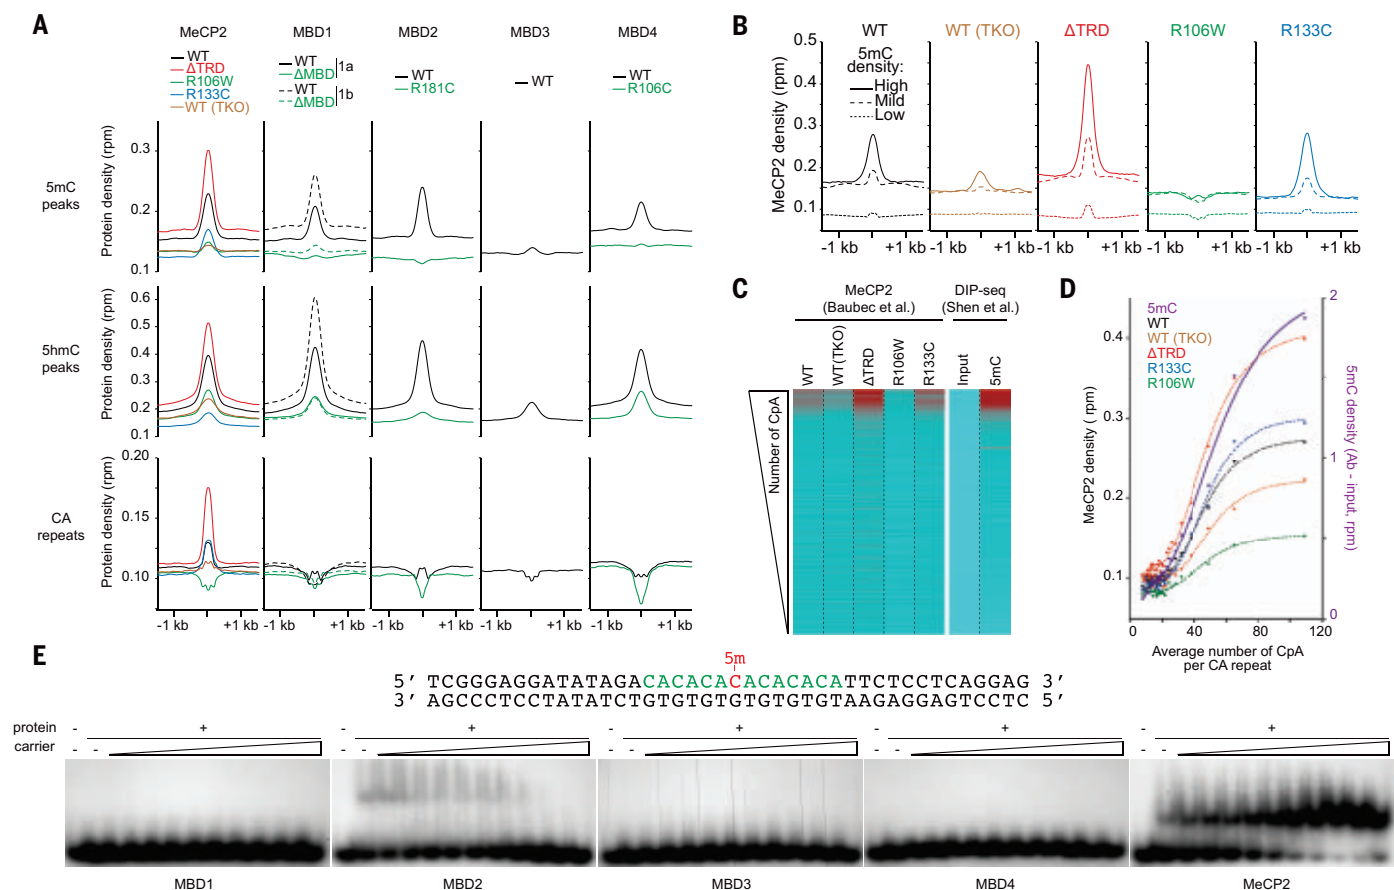 A
MeCP2
WT
ΔTRD
R106W
R133C
WT (TKO)
MBD1
WT
ΔMBD
1a
WT
ΔMBD
1b
MBD2
WT
R181C
MBD3
WT
MBD4
WT
R106C
5mC
peaks
Protein density (rpm)
0.3
0.2
0.1
5hmC
peaks
Protein density (rpm)
0.6
0.5
0.4
0.3
0.2
0.1
CA
repeats
Protein density (rpm)
0.20
0.15
0.10
-1 kb +1 kb -1 kb +1 kb -1 kb +1 kb -1 kb +1 kb -1 kb +1 kb
B
WT WT (TKO) ΔTRD R106W R133C
MeCP2 density (rpm)
0.5
0.4
0.3
0.3
0.2
0.1
5mC
density:
High
Mild
Low
-1 kb +1 kb -1 kb +1 kb -1 kb +1 kb -1 kb +1 kb -1 kb +1 kb
C
MeCP2
(Baubec et al.)
DIP-seq
(Shen et al.)
WT
WT(TKO)
ΔTRD
R106W
R133C
Input
5mC
Number of CpA
D
5mC
WT
WT (TKO)
ΔTRD
R133C
R106W
MeCP2 density (rpm)
0.4
0.3
0.2
0.1
0 40 80 120
Average number of CpA
per CA repeat
2
1
0
5mC density (Ab - input, rpm)
E
5m
5′ TCGGGAGGATATAGACACACACACACACATTCTCCTCAGGAG 3′
3′ AGCCCTCCTATATCTGTGTGTGTGTGTGTAAGAGGAGTCCTC 5′
protein - + - + - + - + - +
carrier - - - - - - - - - -
MBD1 MBD2 MBD3 MBD4 MeCP2